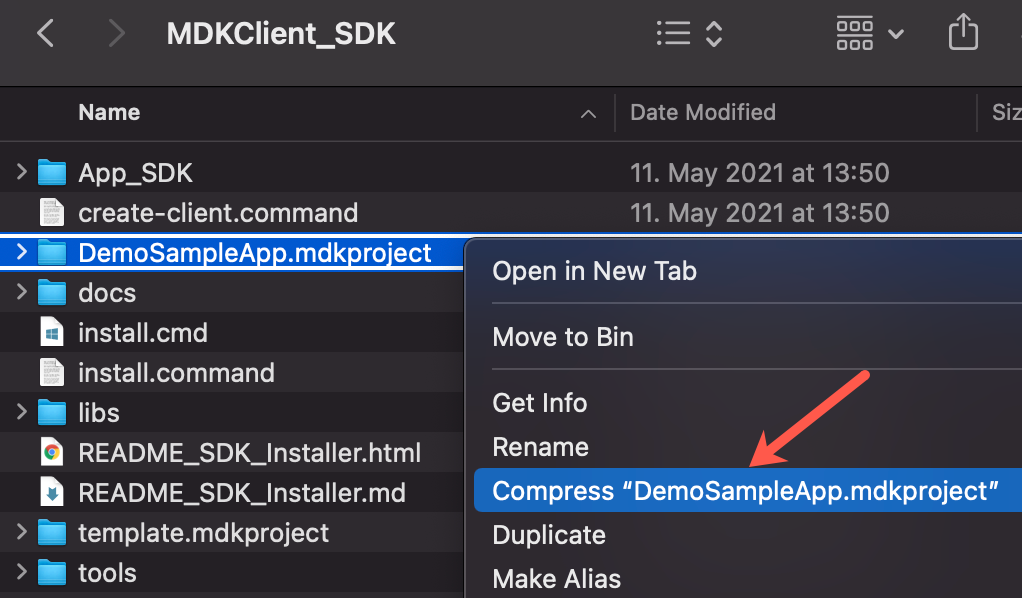 MDKClient_SDK
Name Date Modified Siz
App_SDK 11. May 2021 at 13:50
create-client.command 11. May 2021 at 13:50
DemoSampleApp.mdkproject
Open in New Tab
docs
install.cmd
Move to Bin
install.command
Get Info
libs
Rename
README_SDK_Installer.html
Compress “DemoSampleApp.mdkproject”
README_SDK_Installer.md
Duplicate
template.mdkproject
Make Alias
tools